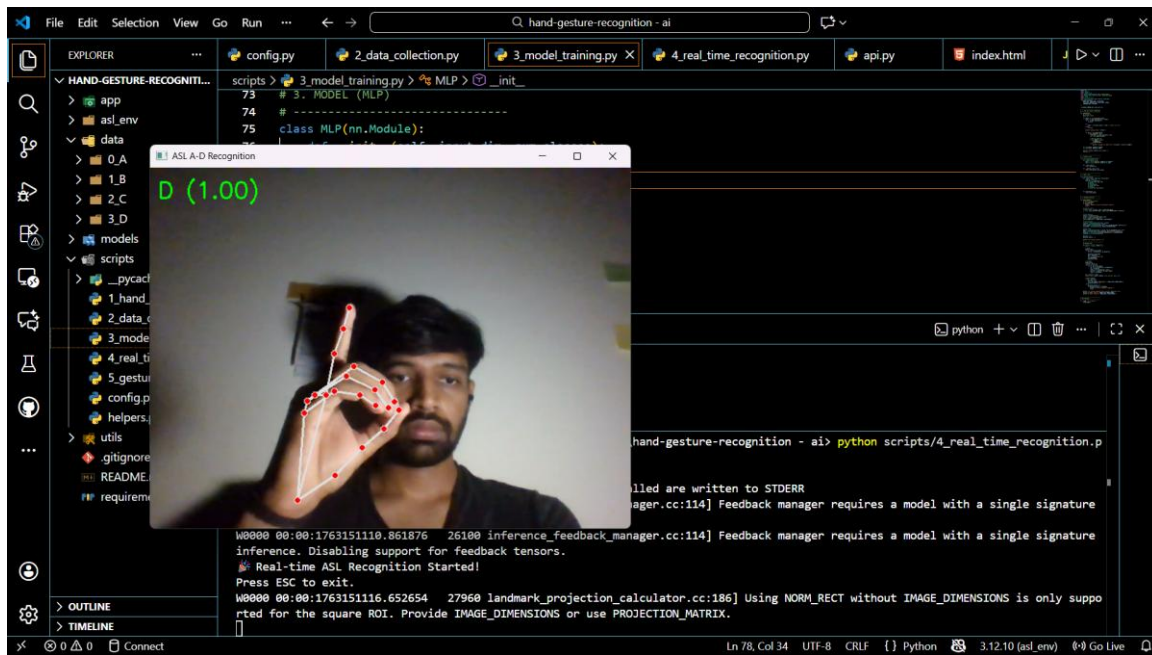 File Edit Selection View Go Run ··· hand-gesture-recognition - ai
EXPLORER ···
config.py 2_data_collection.py 3_model_training.py 4_real_time_recognition.py api.py index.html
HAND-GESTURE-RECOGNITI...
scripts > 3_model_training.py > MLP > __init__
app
asl_env
data
0_A
1_B
2_C
3_D
models
scripts
__pycac
1_hand_
2_data_c
3_mode
4_real_ti
5_gestu
config.p
helpers.
utils
.gitignore
README.
requireme
OUTLINE
TIMELINE
73 # 3. MODEL (MLP)
74 # ------------------------------
75 class MLP(nn.Module):
ASL A-D Recognition
D (1.00)
python
hand-gesture-recognition - ai> python scripts/4_real_time_recognition.p
lled are written to STDERR
ager.cc:114] Feedback manager requires a model with a single signature
W0000 00:00:1763151110.861876 26100 inference_feedback_manager.cc:114] Feedback manager requires a model with a single signature
inference. Disabling support for feedback tensors.
🎉 Real-time ASL Recognition Started!
Press ESC to exit.
W0000 00:00:1763151116.652654 27960 landmark_projection_calculator.cc:186] Using NORM_RECT without IMAGE_DIMENSIONS is only suppo
rted for the square ROI. Provide IMAGE_DIMENSIONS or use PROJECTION_MATRIX.
0 0 Connect Ln 78, Col 34 UTF-8 CRLF {} Python 3.12.10 (asl_env) Go Live